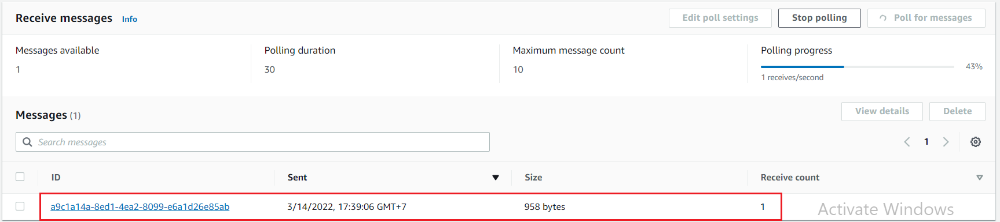 Receive messages Info Edit poll settings Stop polling Poll for messages
Messages available Polling duration Maximum message count Polling progress
1 30 10 43%
1 receives/second
Messages (1) View details Delete
Search messages 1
ID Sent Size Receive count
a9c1a14a-8ed1-4ea2-8099-e6a1d26e85ab 3/14/2022, 17:39:06 GMT+7 958 bytes 1
Activate Windows